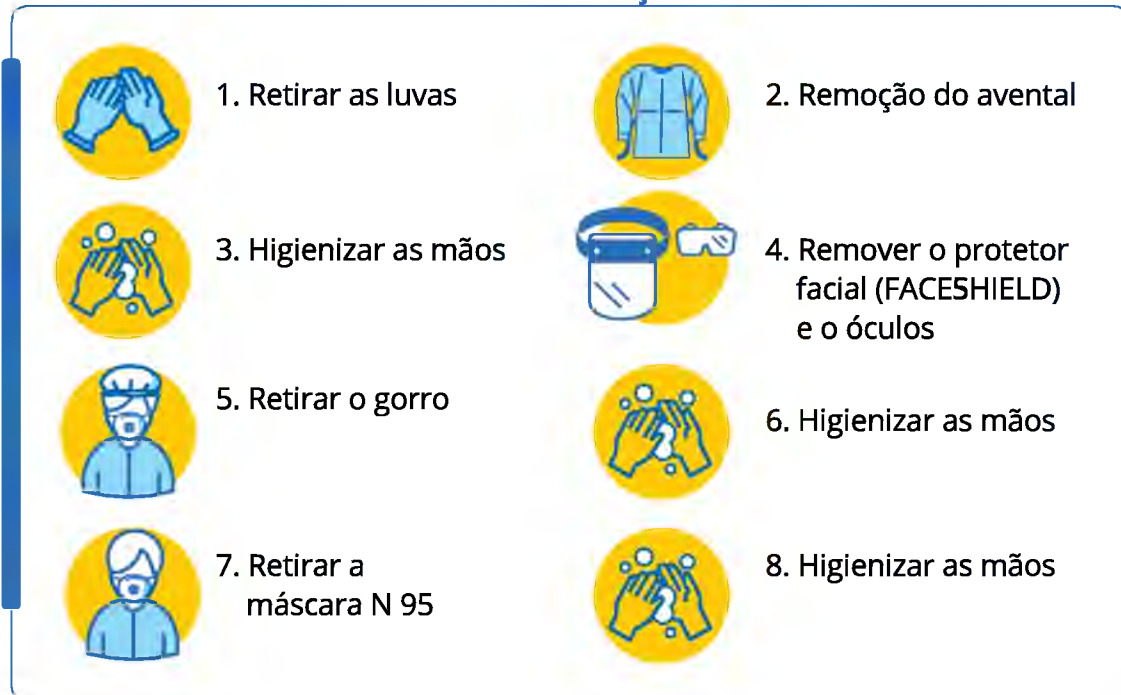 1. Retirar as luvas
2. Remoção do avental
3. Higienizar as mãos
4. Remover o protetor
facial (FACESHIELD)
e o óculos
5. Retirar o gorro
6. Higienizar as mãos
7. Retirar a
máscara N 95
8. Higienizar as mãos